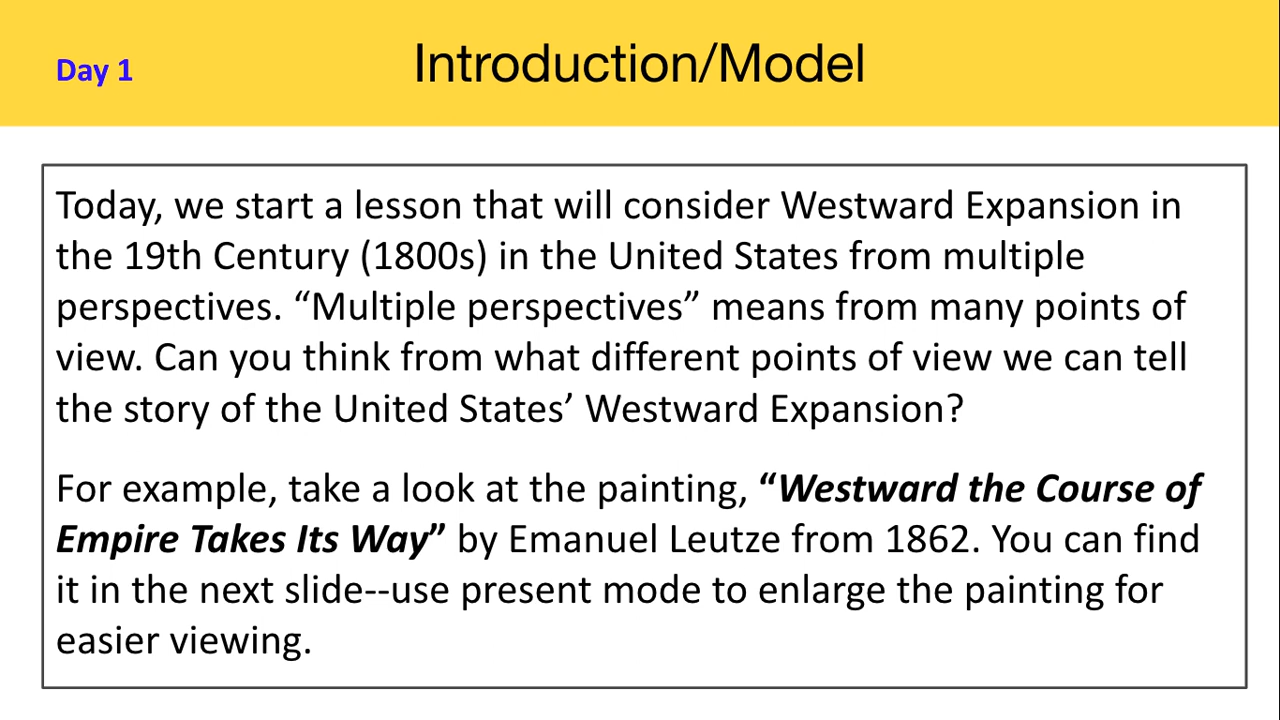 Day 1
Introduction/Model
Today, we start a lesson that will consider Westward Expansion in
the 19th Century (1800s) in the United States from multiple
perspectives. “Multiple perspectives” means from many points of
view. Can you think from what different points of view we can tell
the story of the United States’ Westward Expansion?
For example, take a look at the painting, “Westward the Course of
Empire Takes Its Way” by Emanuel Leutze from 1862. You can find
it in the next slide--use present mode to enlarge the painting for
easier viewing.